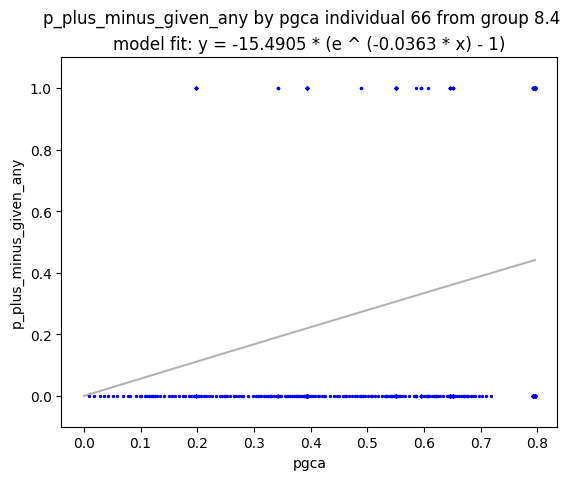 p_plus_minus_given_any by pgca individual 66 from group 8.4
model fit: y = -15.4905 * (e ^ (-0.0363 * x) - 1)
1.0
0.8
0.6
0.4
0.2
0.0
p_plus_minus_given_any
0.0 0.1 0.2 0.3 0.4 0.5 0.6 0.7 0.8
pgca